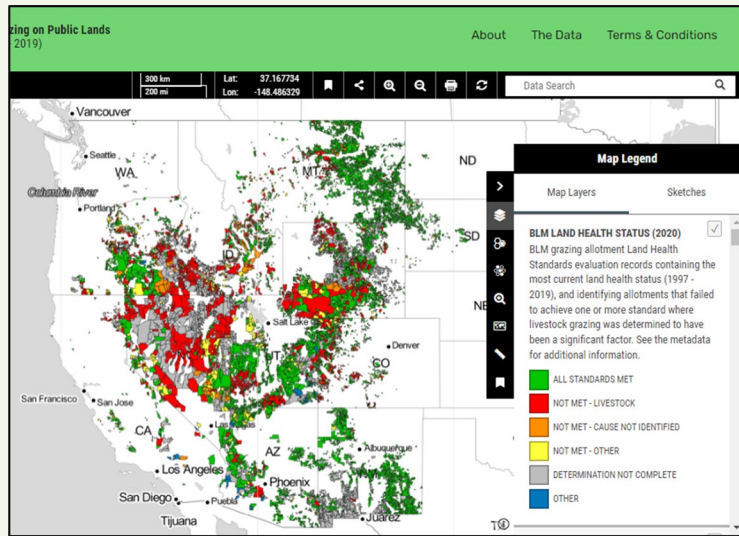 zing on Public Lands
2019)
About
The Data
Terms & Conditions
300 km
200 mi
Lat: 37.167734
Lon: -148.486329
Data Search
Vancouver
Seattle
WA
MT
ND
Columbia River
Portland
ID
SD
NE
Salt Lake
UT
Denver
CO
San Francisco
San Jose
Las Vegas
CA
AZ
Albuquerque
Los Angeles
Phoenix
San Diego
Puebla
Tijuana
Juarez
Map Legend
Map Layers
Sketches
BLM LAND HEALTH STATUS (2020)
BLM grazing allotment Land Health
Standards evaluation records containing the
most current land health status (1997 -
2019), and identifying allotments that failed
to achieve one or more standard where
livestock grazing was determined to have
been a significant factor. See the metadata
for additional information.
ALL STANDARDS MET
NOT MET - LIVESTOCK
NOT MET - CAUSE NOT IDENTIFIED
NOT MET - OTHER
DETERMINATION NOT COMPLETE
OTHER